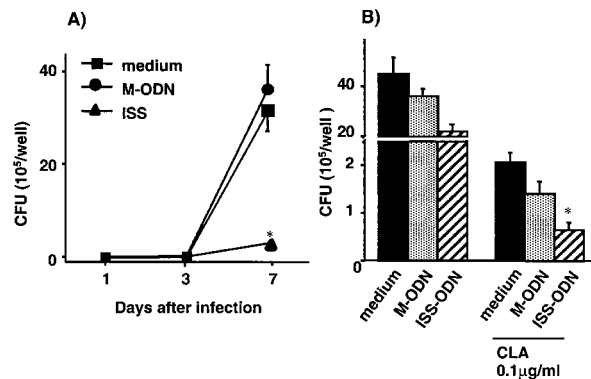 A)
medium
M-ODN
ISS
CFU (10⁵/well)
40
20
0
*
1
3
7
Days after infection
B)
CFU (10⁵/well)
40
20
2
1
0
*
medium
M-ODN
ISS-ODN
medium
M-ODN
ISS-ODN
CLA
0.1µg/ml